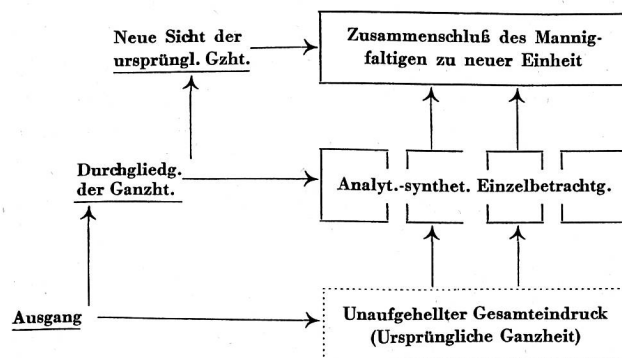 Neue Sicht der
ursprüngl. Gzht.
Zusammenschluß des Mannig-
faltigen zu neuer Einheit
Durchgliedg.
der Ganzht.
Analyt.-synthet. Einzelbetrachtg.
Ausgang
Unaufgehellter Gesamteindruck
(Ursprüngliche Ganzheit)